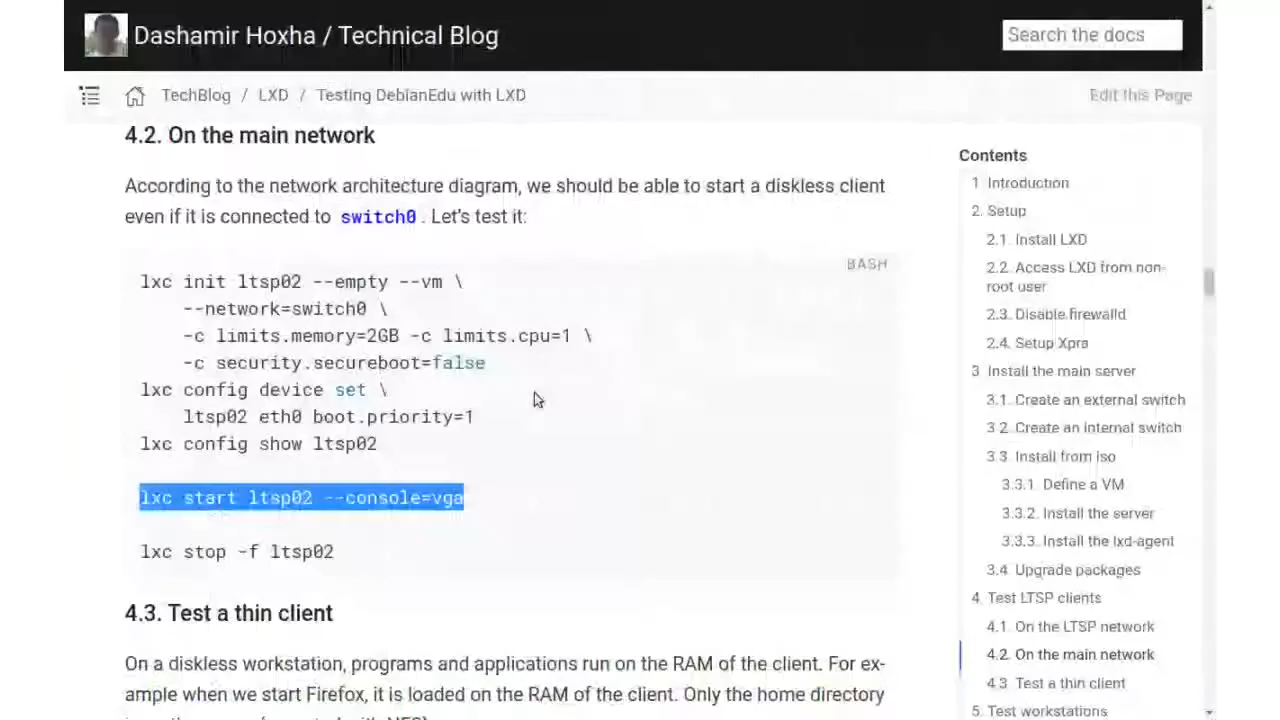 Dashamir Hoxha / Technical Blog
Search the docs
TechBlog / LXD / Testing DebianEdu with LXD
Edit this Page
4.2. On the main network
According to the network architecture diagram, we should be able to start a diskless client
even if it is connected to switch0. Let's test it:
BASH
lxc init ltsp02 --empty --vm \
    --network=switch0 \
    -c limits.memory=2GB -c limits.cpu=1 \
    -c security.secureboot=false
lxc config device set \
    ltsp02 eth0 boot.priority=1
lxc config show ltsp02
lxc start ltsp02 --console=vga
lxc stop -f ltsp02
4.3. Test a thin client
On a diskless workstation, programs and applications run on the RAM of the client. For ex-
ample when we start Firefox, it is loaded on the RAM of the client. Only the home directory
Contents
1 Introduction
2. Setup
2.1. Install LXD
2.2. Access LXD from non-
root user
2.3. Disable firewalld
2.4. Setup Xpra
3 Install the main server
3.1. Create an external switch
3 2. Create an internal switch
3.3. Install from iso
3.3.1 Define a VM
3.3.2. Install the server
3.3.3. Install the lxd-agent
3.4 Upgrade packages
4. Test LTSP clients
4.1. On the LTSP network
4.2. On the main network
4.3 Test a thin client
5. Test workstations